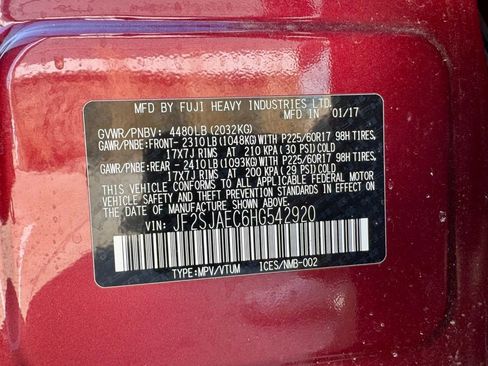 MFD BY FUJI HEAVY INDUSTRIES LTD.
MFD IN 01/17
GVWR/PNBV: 4480LB(2032KG)
GAWR/PNBE:FRONT- 2310LB(1048KG)WITH P225/60R17 98H TIRES,
17X7J RIMS AT 210 KPA(30 PSI)COLD
GAWR/PNBE:REAR - 2410LB(1093KG)WITH P225/60R17 98H TIRES,
17X7J RIMS AT 200 KPA(29 PSI)COLD
THIS VEHICLE CONFORMS TO ALL APPLICABLE FEDERAL MOTOR
VEHICLE SAFETY AND THEFT PREVENTION STANDARDS IN EFFECT
ON THE DATE OF MANUFACTURE SHOWN ABOVE.
VIN: JF2SJAEC6HG542920
TYPE:MPV/VTUM ICES/NMB-002